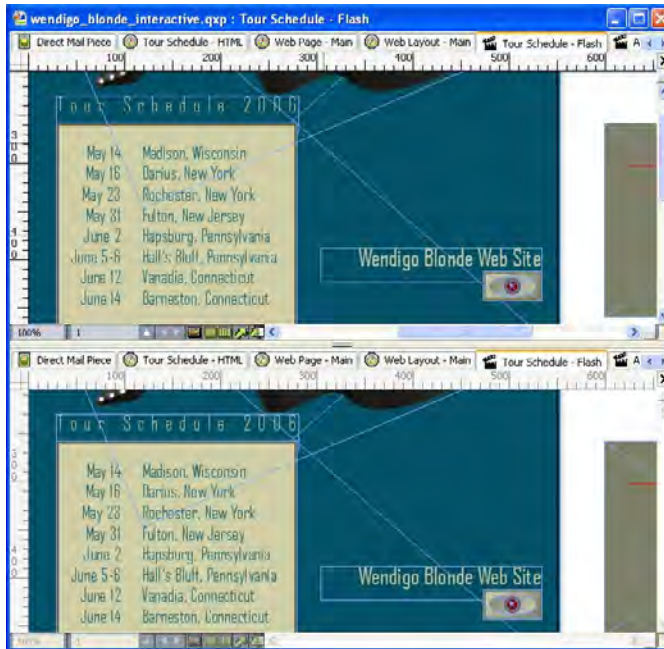 wendigo_blonde_interactive.qxp : Tour Schedule - Flash
Direct Mail Piece Tour Schedule - HTML Web Page - Main Web Layout - Main Tour Schedule - Flash A
100 200 300 400 500 600
Tour Schedule 2006
300
May 14 Madison, Wisconsin
May 16 Darius, New York
May 23 Rochester, New York
May 31 Fulton, New Jersey
400
June 2 Hapsburg, Pennsylvania
June 5-6 Hall's Bluff, Pennsylvania
Wendigo Blonde Web Site
June 12 Vanadia, Connecticut
June 14 Barneston, Connecticut
100% 1
Direct Mail Piece Tour Schedule - HTML Web Page - Main Web Layout - Main Tour Schedule - Flash A
100 200 300 400 500 600
Tour Schedule 2006
300
May 14 Madison, Wisconsin
May 16 Darius, New York
May 23 Rochester, New York
May 31 Fulton, New Jersey
400
June 2 Hapsburg, Pennsylvania
June 5-6 Hall's Bluff, Pennsylvania
Wendigo Blonde Web Site
June 12 Vanadia, Connecticut
June 14 Barneston, Connecticut
100% 1